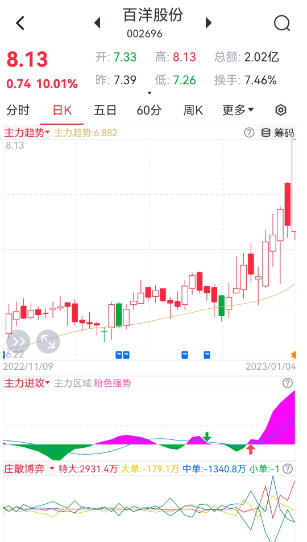 百洋股份
002696
8.13
0.74 10.01%
开: 7.33 高: 8.13 总额: 2.02亿
昨: 7.39 低: 7.26 换手: 7.46%
分时 日K 五日 60分 周K 更多
主力趋势 主力趋势:6.882 ? 筹码
8.13
6.22
2022/11/09 2023/01/04
主力进攻 主力区域:粉色强势 ?
庄散博弈 特大:2931.4万 大单:-179.1万 中单:-1340.8万 小单:-1 ?